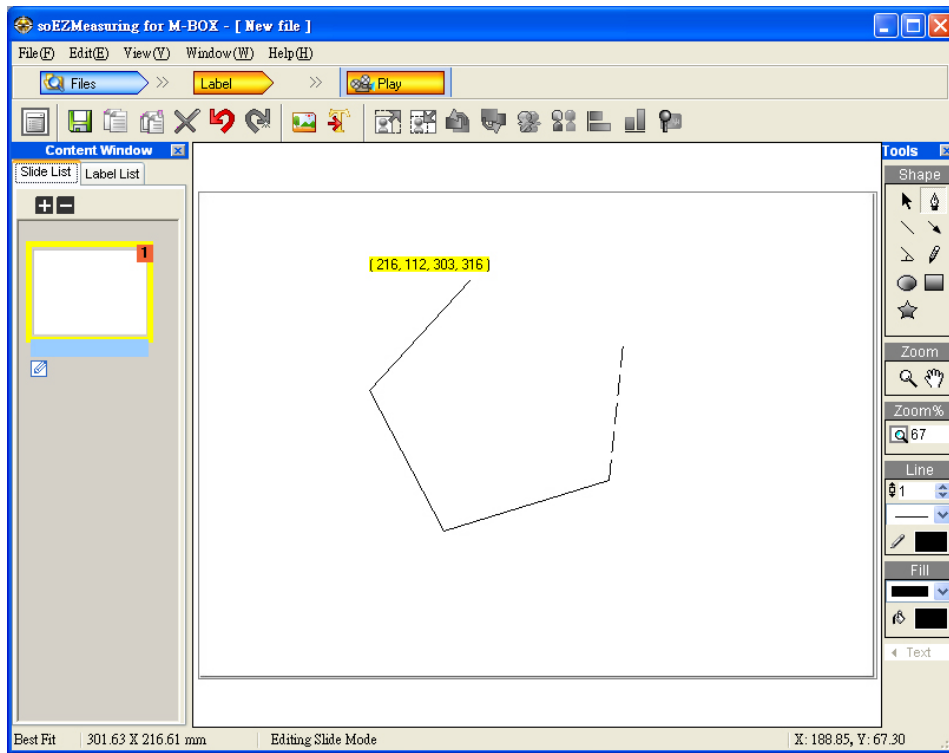 soEZMeasuring for M-BOX - [ New file ]
File(F) Edit(E) View(V) Window(W) Help(H)
Files Label Play
Content Window
Slide List Label List
1
( 216, 112, 303, 316 )
Tools
Shape
Zoom
Zoom%
67
Line
1
Fill
Text
Best Fit 301.63 X 216.61 mm Editing Slide Mode X: 188.85, Y: 67.30